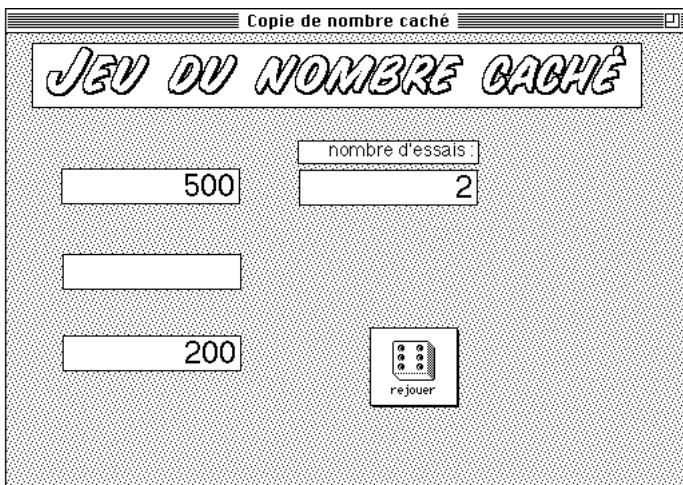 Copie de nombre caché
JEU DU NOMBRE CACHÉ
nombre d'essais :
500
2
200
rejouer